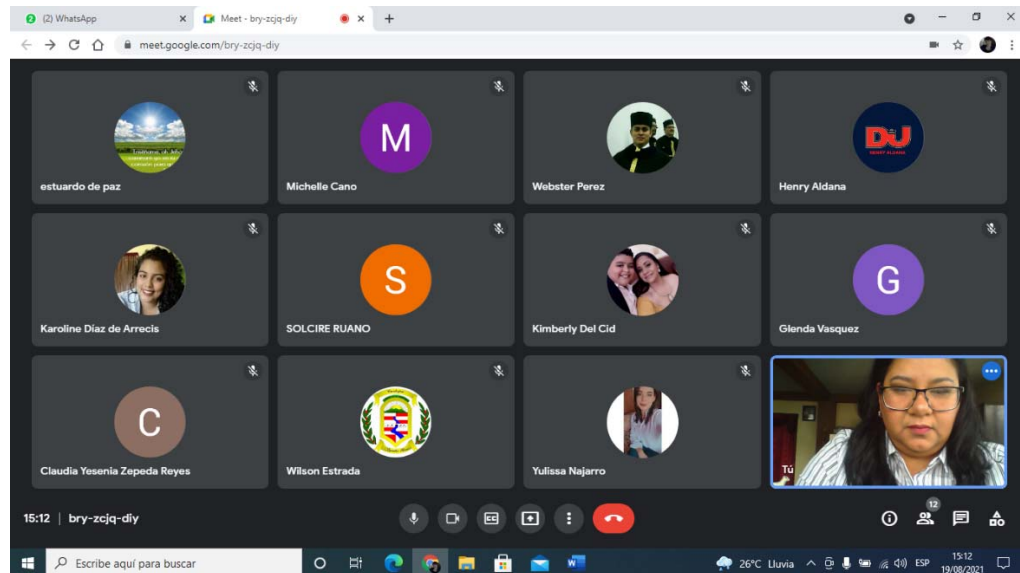 (2) WhatsApp
Meet - bry-zcjq-diy
meet.google.com/bry-zcjq-diy
estuardo de paz
M
Michelle Cano
Webster Perez
DJ
HENRY ALDANA
Henry Aldana
Karoline Díaz de Arrecis
S
SOLCIRE RUANO
Kimberly Del Cid
G
Glenda Vasquez
C
Claudia Yesenia Zepeda Reyes
Wilson Estrada
Yulissa Najarro
Tú
15:12 | bry-zcjq-diy
CC
12
Escribe aquí para buscar
26°C Lluvia
ESP
15:12
19/08/2021